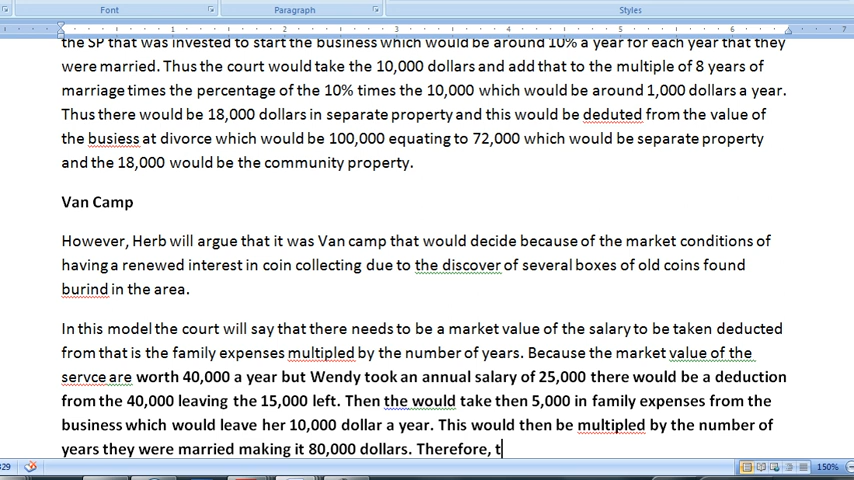 Font Paragraph Styles
1 2 3 4 5 6 7
the SP that was invested to start the business which would be around 10% a year for each year that they
were married. Thus the court would take the 10,000 dollars and add that to the multiple of 8 years of
marriage times the percentage of the 10% times the 10,000 which would be around 1,000 dollars a year.
Thus there would be 18,000 dollars in separate property and this would be deduted from the value of
the busiess at divorce which would be 100,000 equating to 72,000 which would be separate property
and the 18,000 would be the community property.
Van Camp
However, Herb will argue that it was Van camp that would decide because of the market conditions of
having a renewed interest in coin collecting due to the discover of several boxes of old coins found
burind in the area.
In this model the court will say that there needs to be a market value of the salary to be taken deducted
from that is the family expenses multipled by the number of years. Because the market value of the
servce are worth 40,000 a year but Wendy took an annual salary of 25,000 there would be a deduction
from the 40,000 leaving the 15,000 left. Then the would take then 5,000 in family expenses from the
business which would leave her 10,000 dollar a year. This would then be multipled by the number of
years they were married making it 80,000 dollars. Therefore, t
329 150%